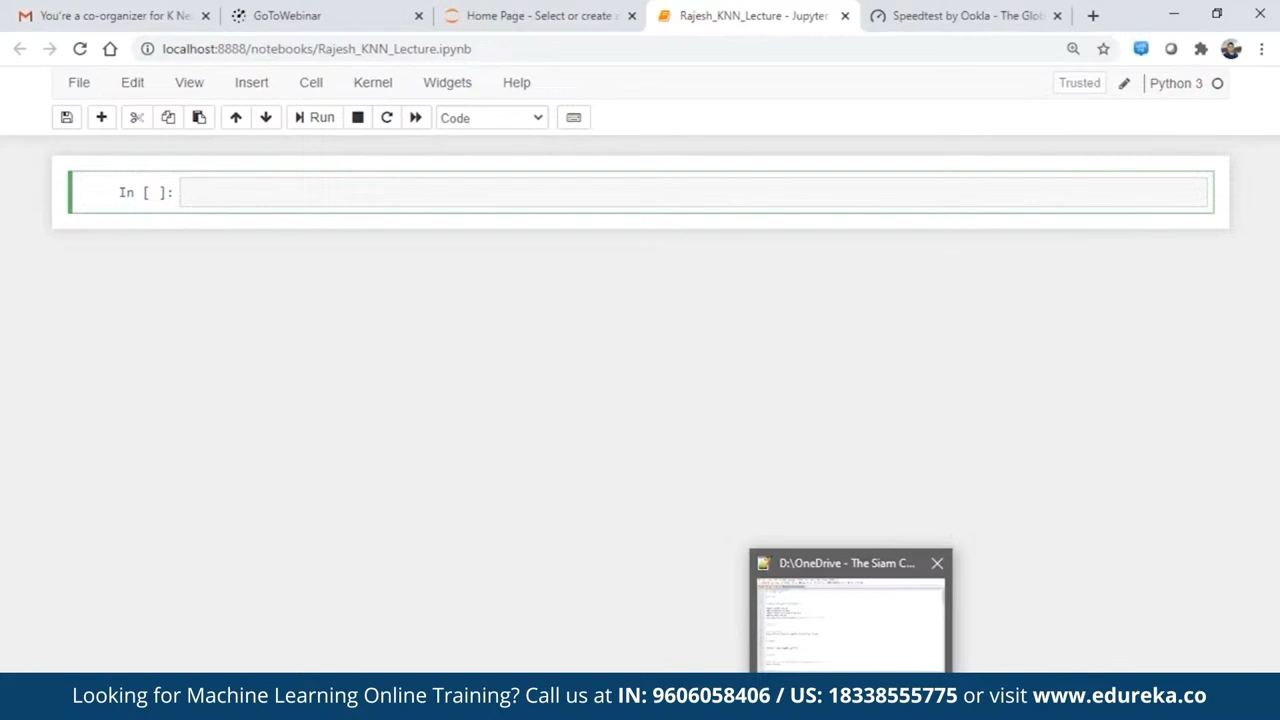 You're a co-organizer for K Ne
GoToWebinar
Home Page - Select or create a
Rajesh_KNN_Lecture - Jupyter
Speedtest by Ookla - The Glob
localhost:8888/notebooks/Rajesh_KNN_Lecture.ipynb
File Edit View Insert Cell Kernel Widgets Help Trusted Python 3
Run Code
In [ ]:
D:\OneDrive - The Siam C...
Looking for Machine Learning Online Training? Call us at IN: 9606058406 / US: 18338555775 or visit www.edureka.co